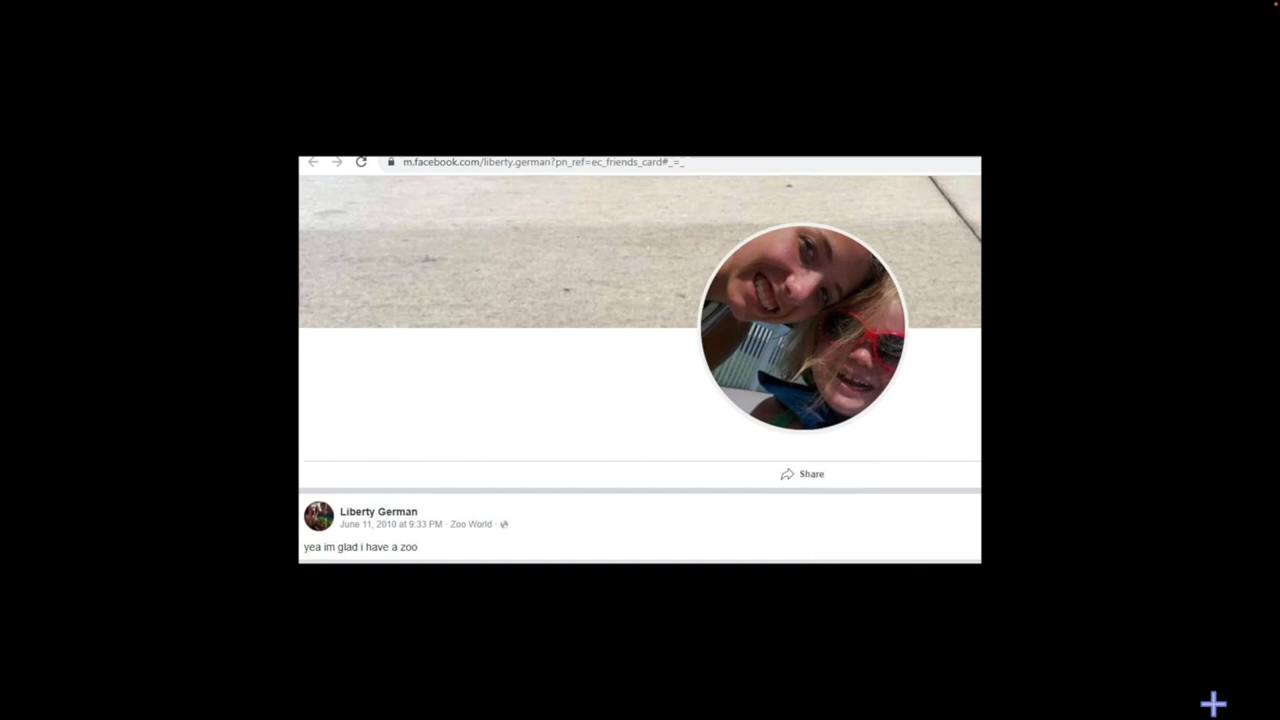 m.facebook.com/liberty.german?pn_ref=ec_friends_card#_=_
Share
Liberty German
June 11, 2010 at 9:33 PM · Zoo World ·
yea im glad i have a zoo